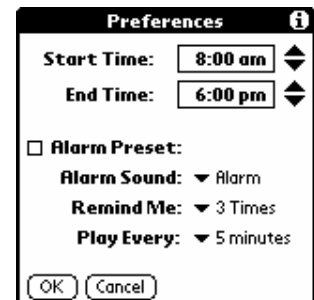 Preferences i
Start Time: 8:00 am
End Time: 6:00 pm
Alarm Preset:
Alarm Sound: Alarm
Remind Me: 3 Times
Play Every: 5 minutes
OK Cancel